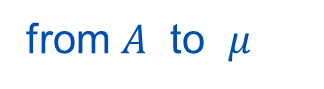 from A to μ